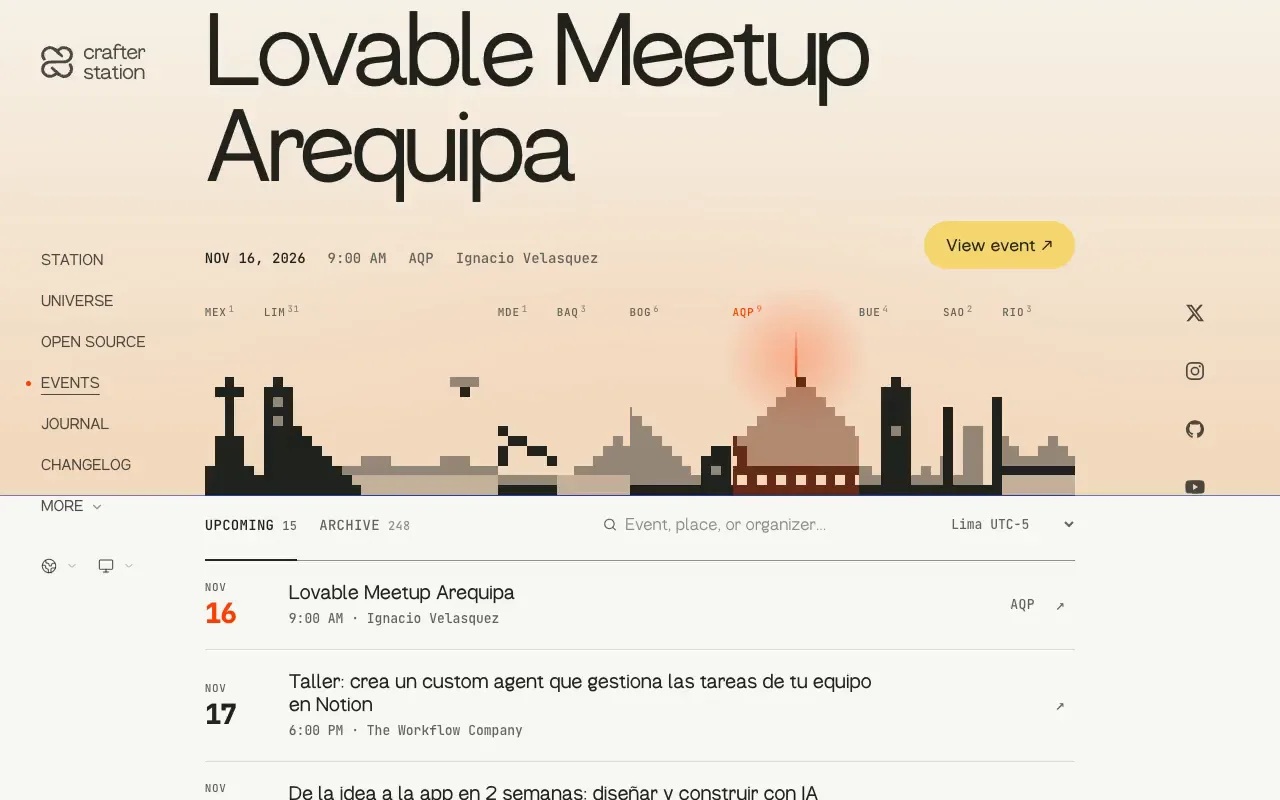 crafter
station
Lovable Meetup
Arequipa
STATION
UNIVERSE
OPEN SOURCE
EVENTS
JOURNAL
CHANGELOG
MORE
NOV 16, 2026 9:00 AM AQP Ignacio Velasquez
View event ↗
MEX 1 LIM 31 MDE 1 BAQ 3 BOG 6 AQP 9 BUE 4 SAO 2 RIO 3
UPCOMING 15 ARCHIVE 248 Event, place, or organizer... Lima UTC-5
NOV
16
Lovable Meetup Arequipa
9:00 AM · Ignacio Velasquez
AQP ↗
NOV
17
Taller: crea un custom agent que gestiona las tareas de tu equipo
en Notion
6:00 PM · The Workflow Company
↗
NOV
De la idea a la app en 2 semanas: diseñar y construir con IA